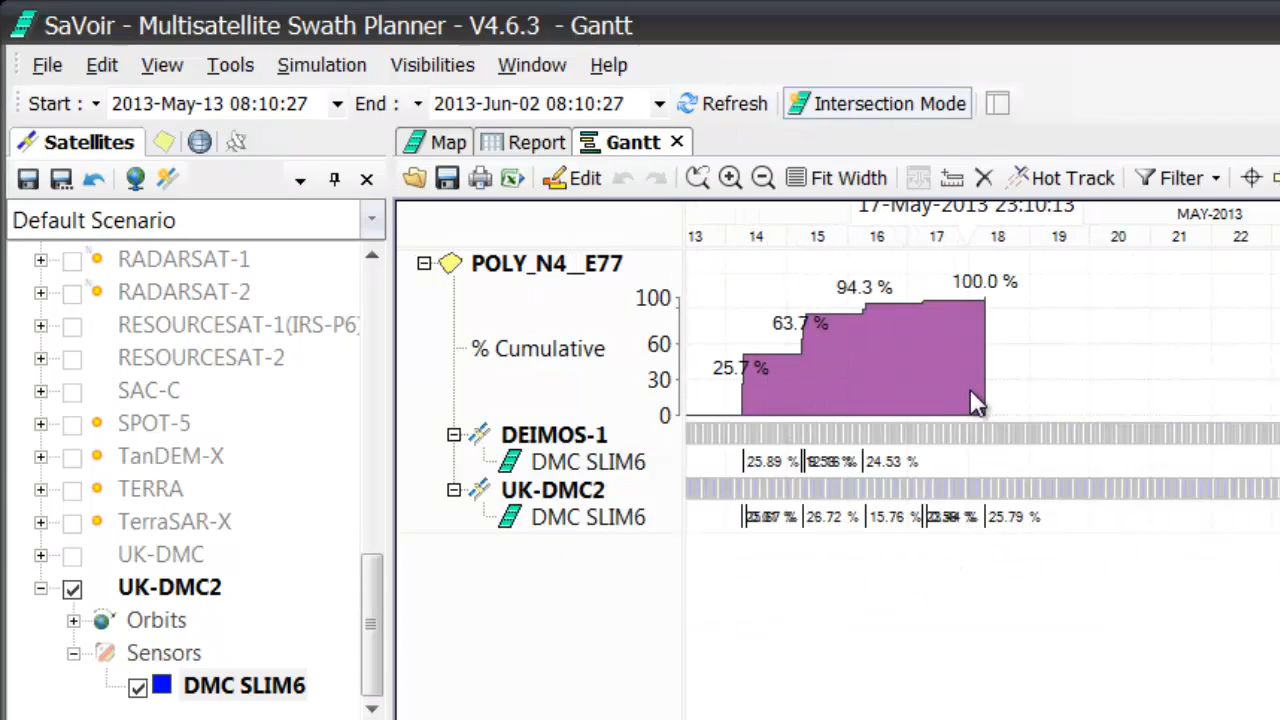 SaVoir - Multisatellite Swath Planner - V4.6.3 - Gantt
File Edit View Tools Simulation Visibilities Window Help
Start : 2013-May-13 08:10:27 End : 2013-Jun-02 08:10:27 Refresh Intersection Mode
Satellites Map Report Gantt
Edit Fit Width Hot Track Filter
Default Scenario
17-May-2013 23:10:13 MAY-2013
13 14 15 16 17 18 19 20 21 22
RADARSAT-1
RADARSAT-2
RESOURCESAT-1(IRS-P6)
RESOURCESAT-2
SAC-C
SPOT-5
TanDEM-X
TERRA
TerraSAR-X
UK-DMC
UK-DMC2
Orbits
Sensors
DMC SLIM6
POLY_N4__E77
100
60
30
0
% Cumulative
25.7 %
63.7 %
94.3 %
100.0 %
DEIMOS-1
DMC SLIM6 25.89 % 24.53 %
UK-DMC2
DMC SLIM6 26.72 % 15.76 % 25.79 %